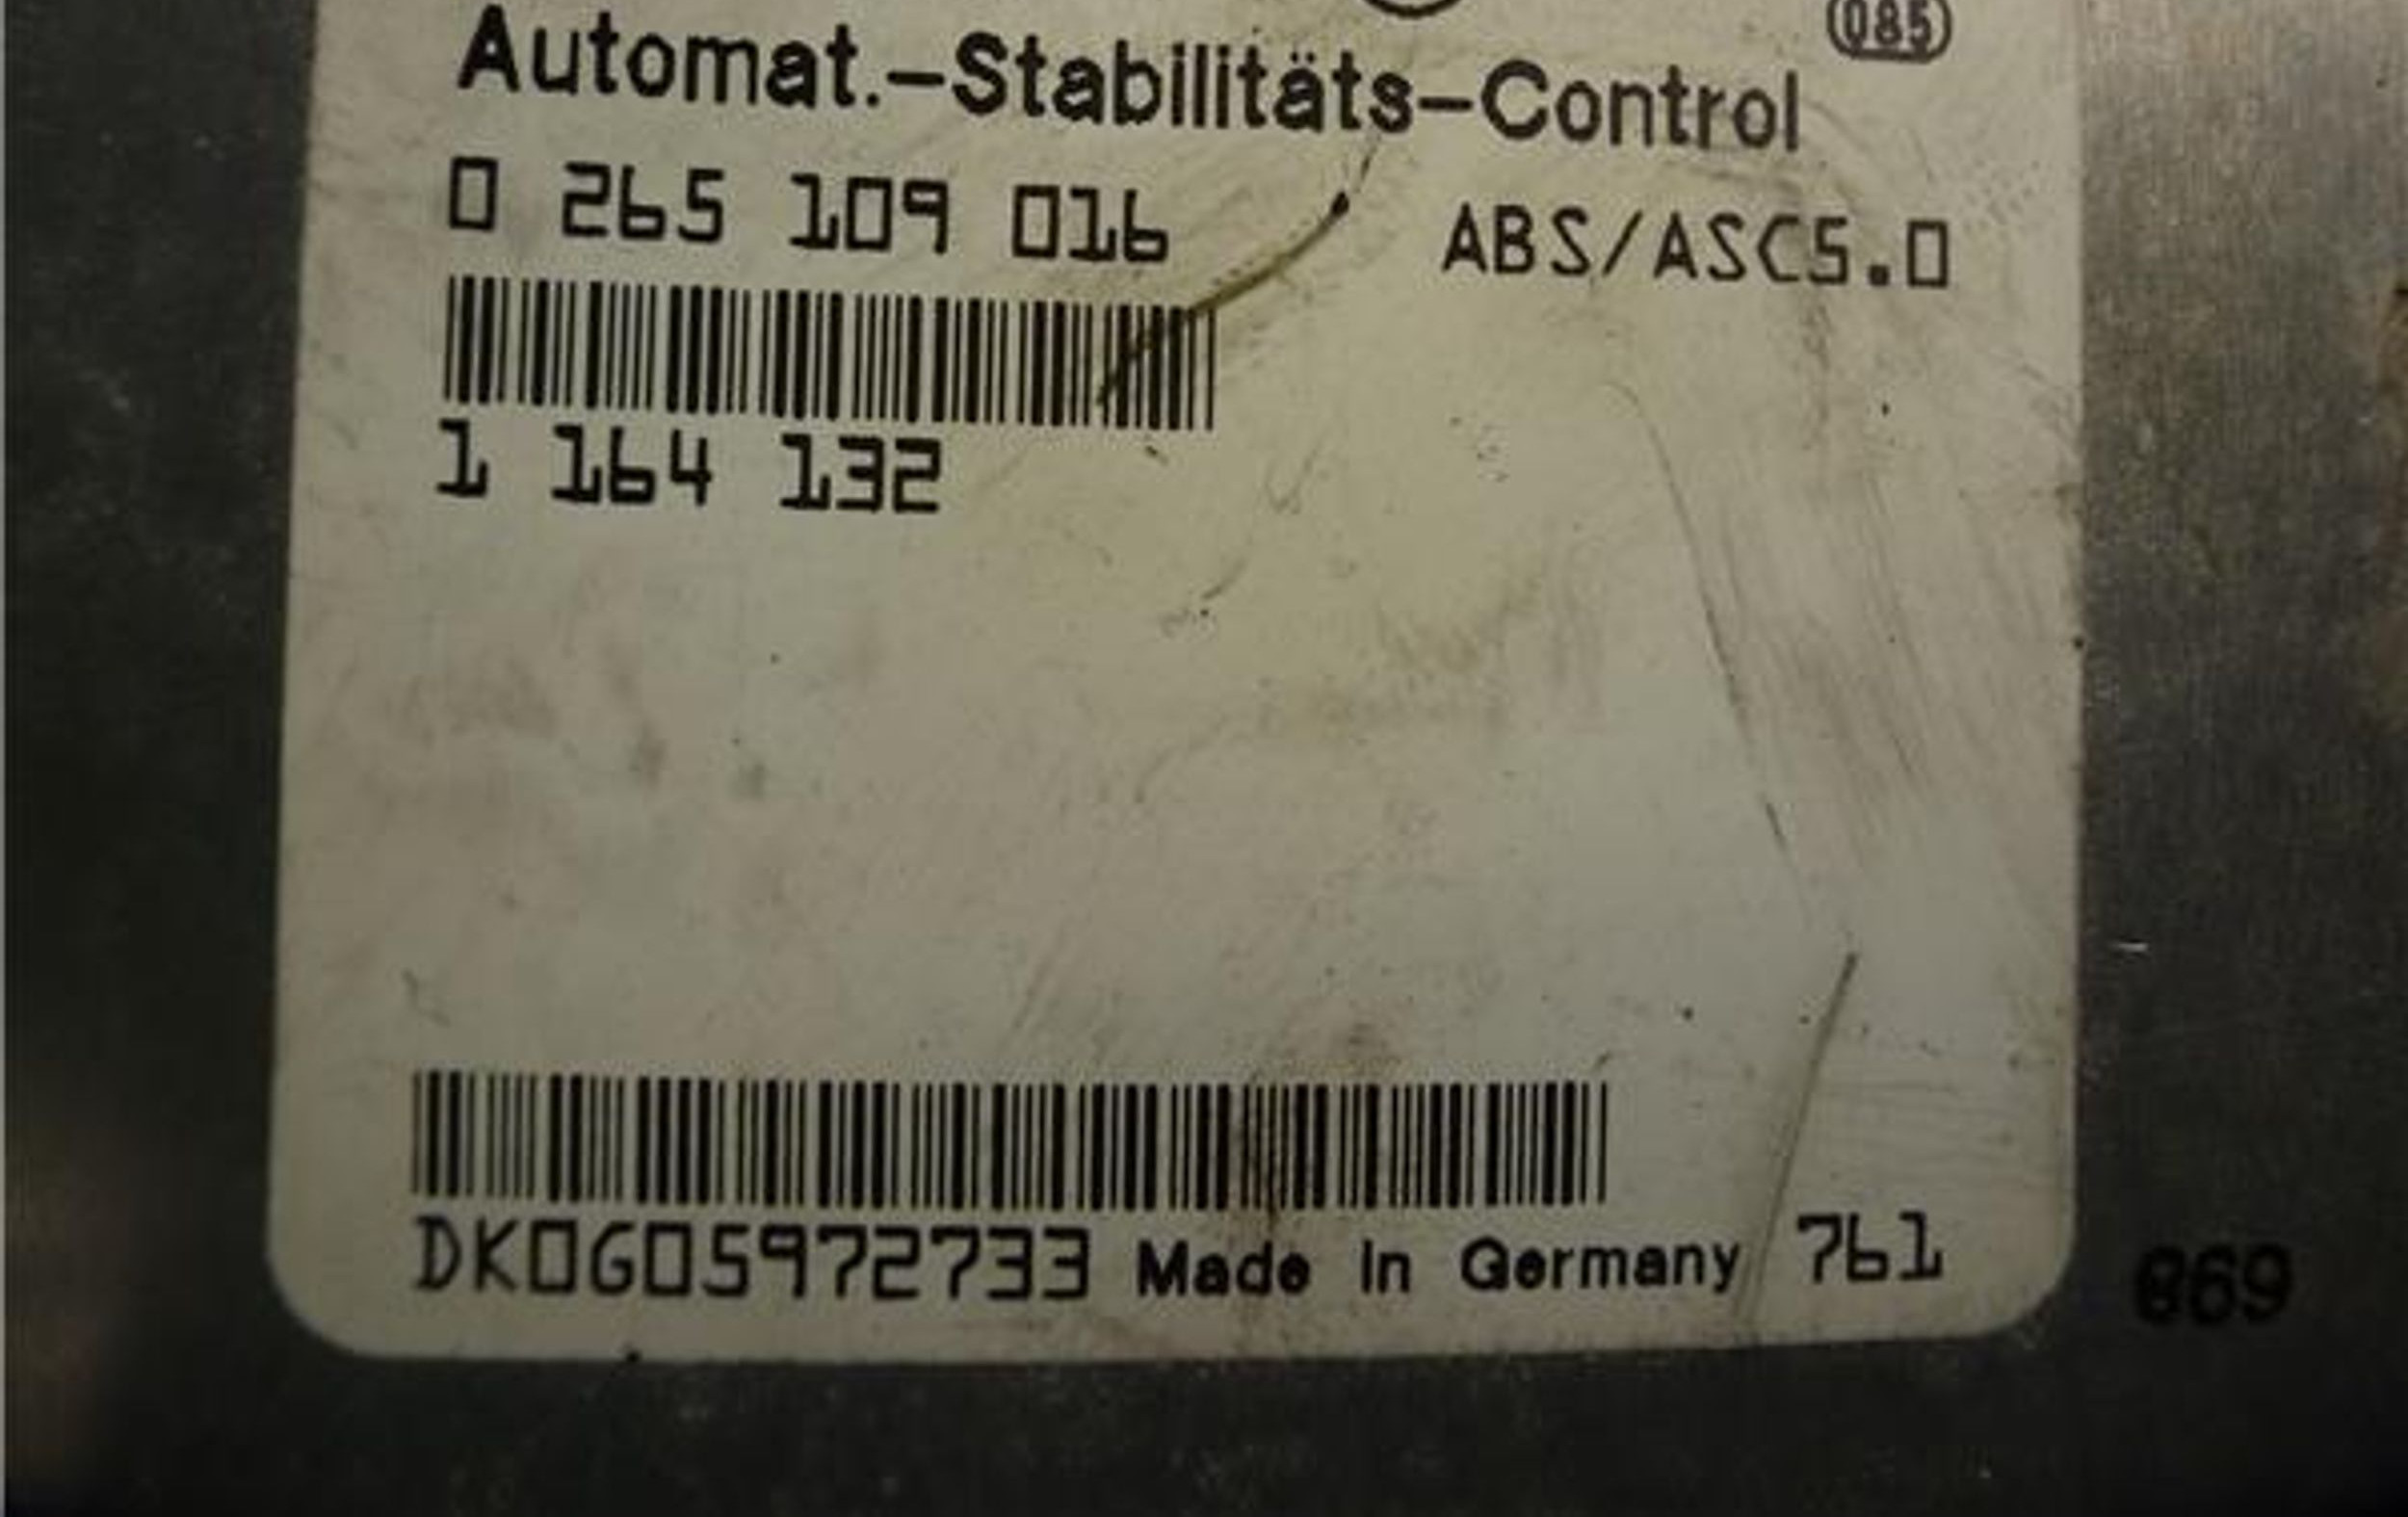 085
Automat.-Stabilitäts-Control
0 265 109 016 ABS/ASC5.0
1 164 132
DK0G05972733 Made in Germany 761
869